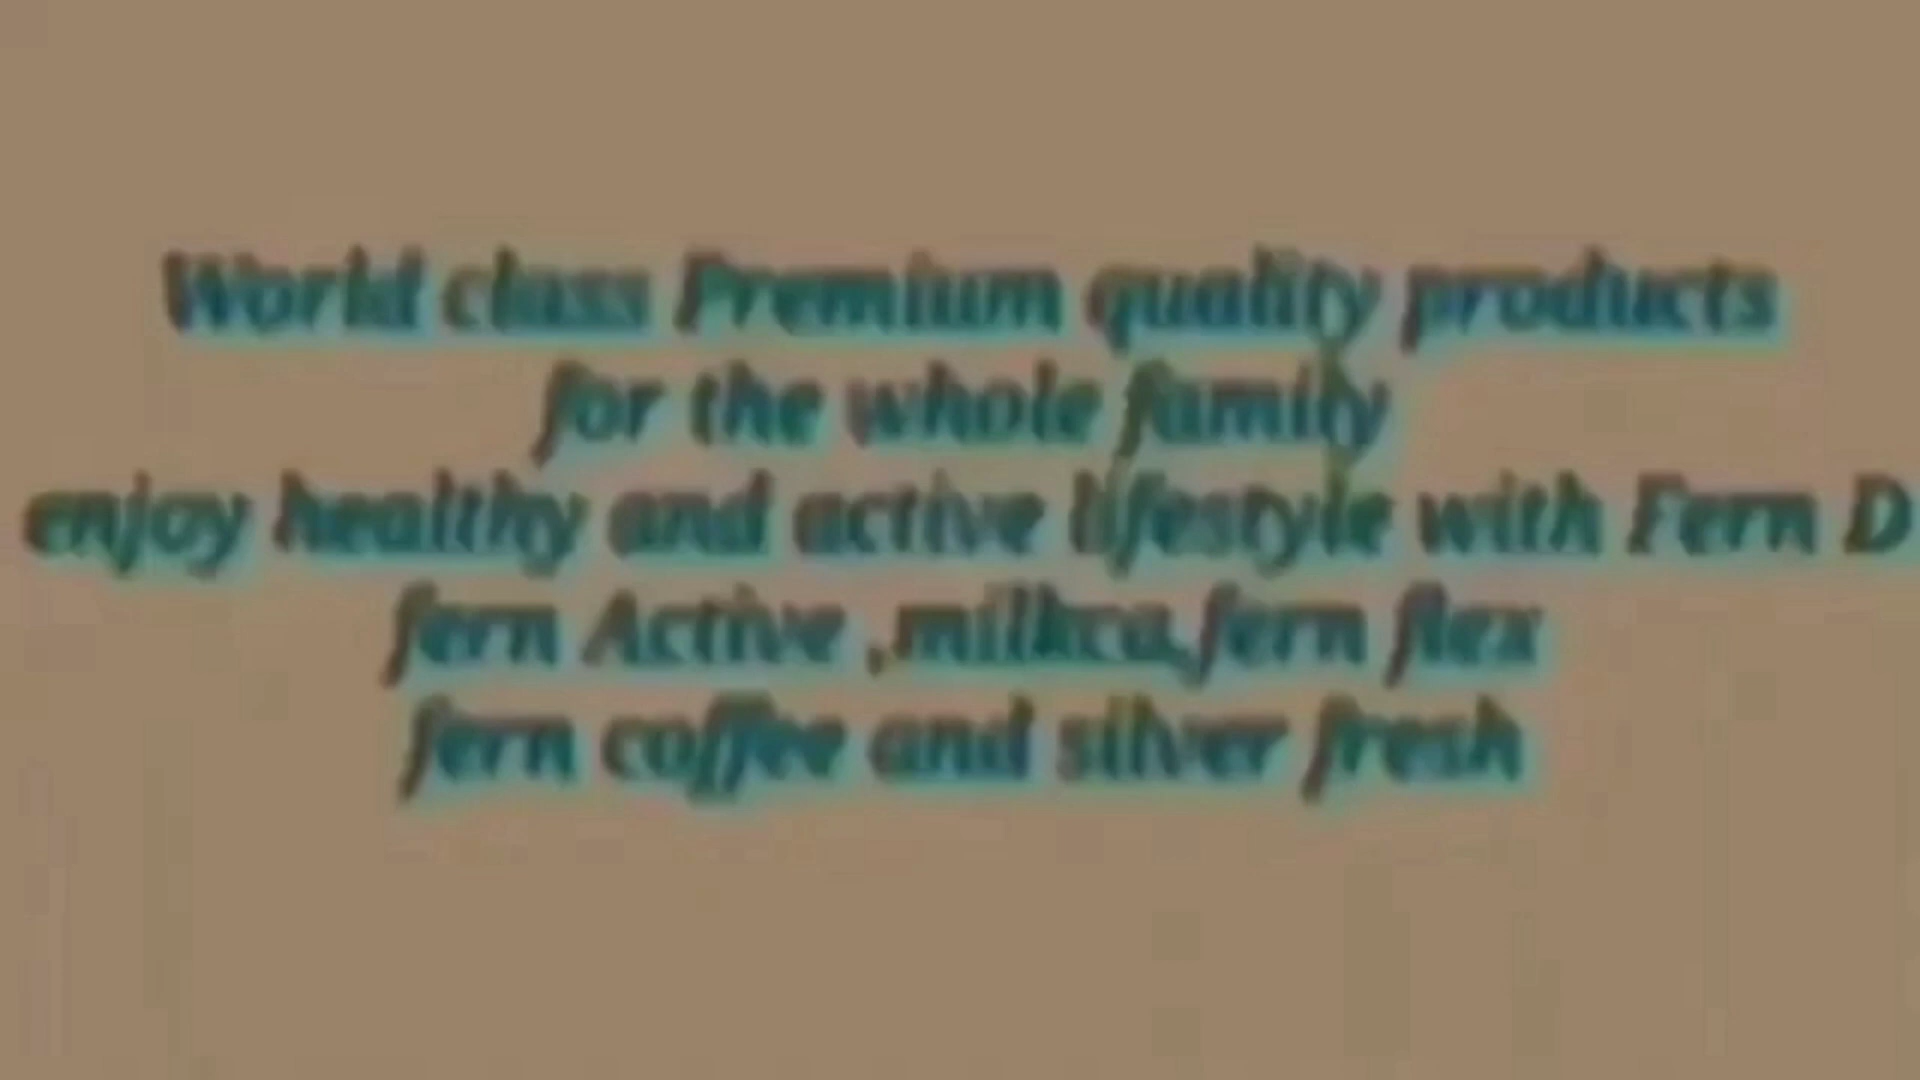 World class Premium quality products
for the whole family
enjoy healthy and active lifestyle with Fern D
fern Active ,milkca,fern flex
fern coffee and silver fresh